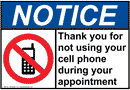 NOTICE
Thank you for
not using your
cell phone
during your
appointment